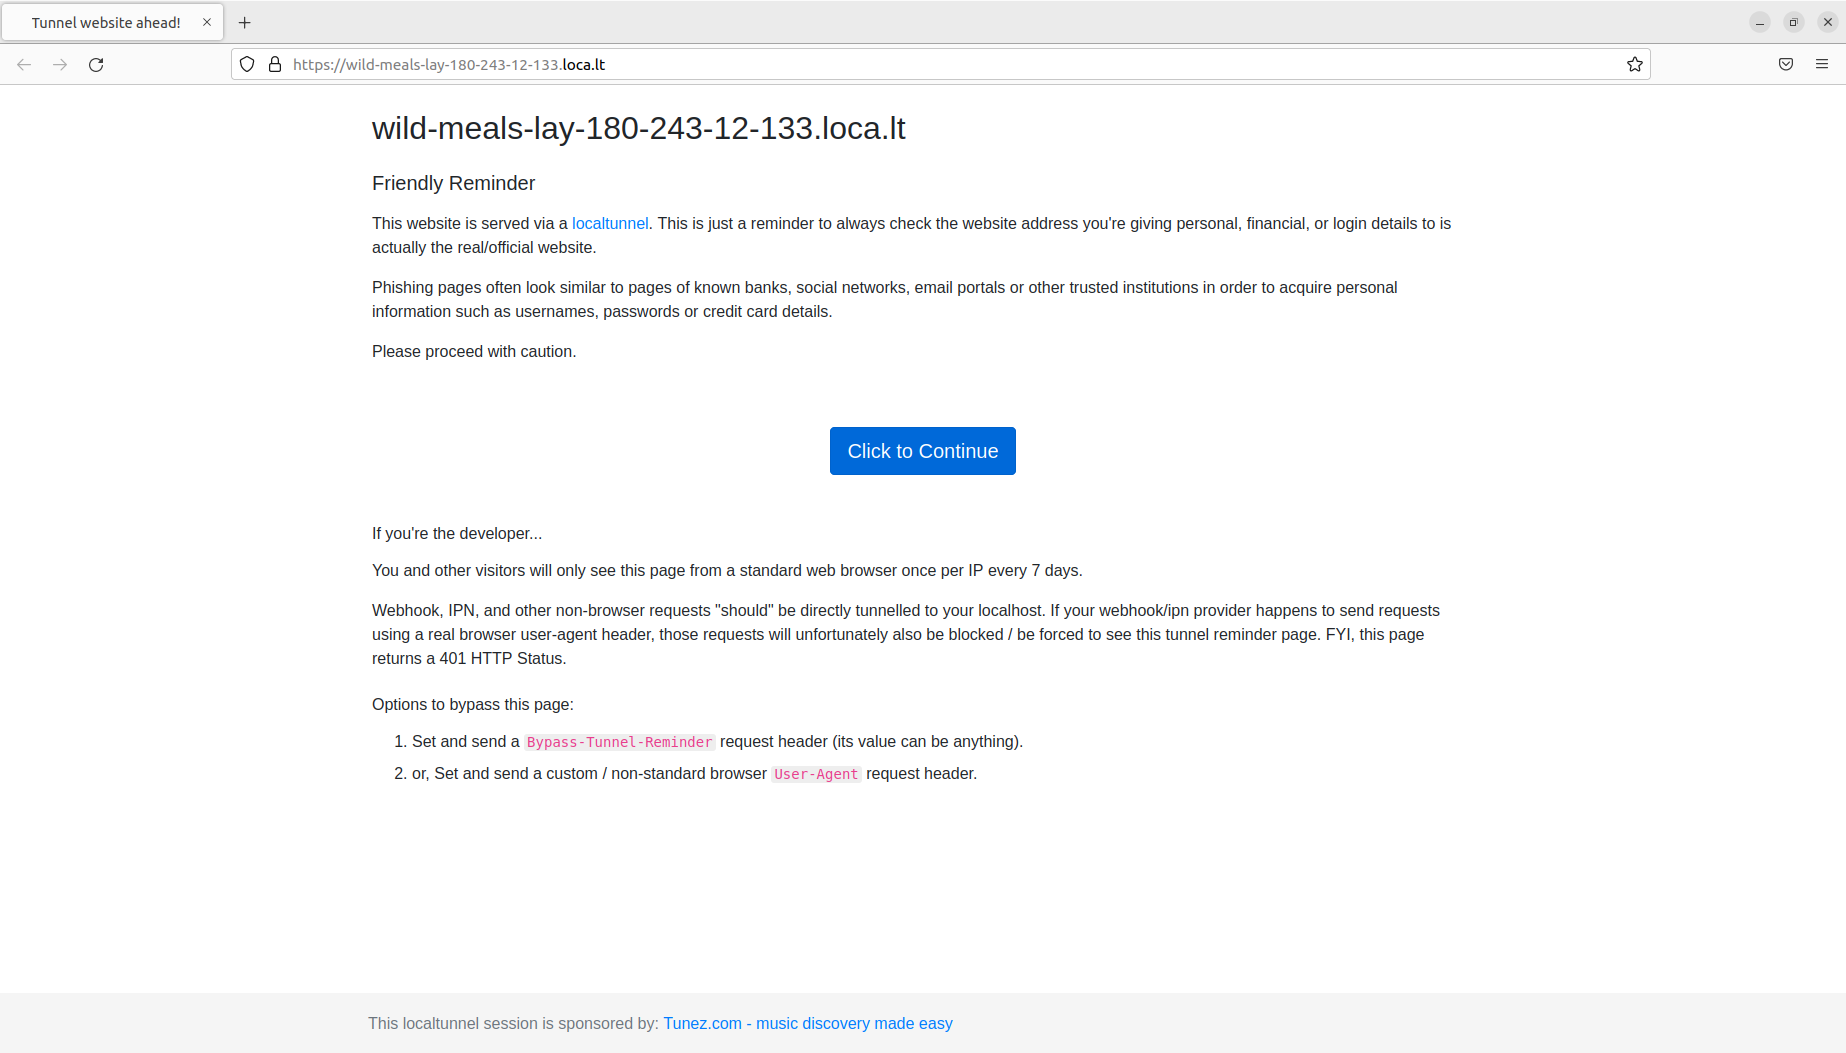 Tunnel website ahead!
https://wild-meals-lay-180-243-12-133.loca.lt
wild-meals-lay-180-243-12-133.loca.lt
Friendly Reminder
This website is served via a localtunnel. This is just a reminder to always check the website address you're giving personal, financial, or login details to is
actually the real/official website.
Phishing pages often look similar to pages of known banks, social networks, email portals or other trusted institutions in order to acquire personal
information such as usernames, passwords or credit card details.
Please proceed with caution.
Click to Continue
If you're the developer...
You and other visitors will only see this page from a standard web browser once per IP every 7 days.
Webhook, IPN, and other non-browser requests "should" be directly tunnelled to your localhost. If your webhook/ipn provider happens to send requests
using a real browser user-agent header, those requests will unfortunately also be blocked / be forced to see this tunnel reminder page. FYI, this page
returns a 401 HTTP Status.
Options to bypass this page:
1. Set and send a Bypass-Tunnel-Reminder request header (its value can be anything).
2. or, Set and send a custom / non-standard browser User-Agent request header.
This localtunnel session is sponsored by: Tunez.com - music discovery made easy